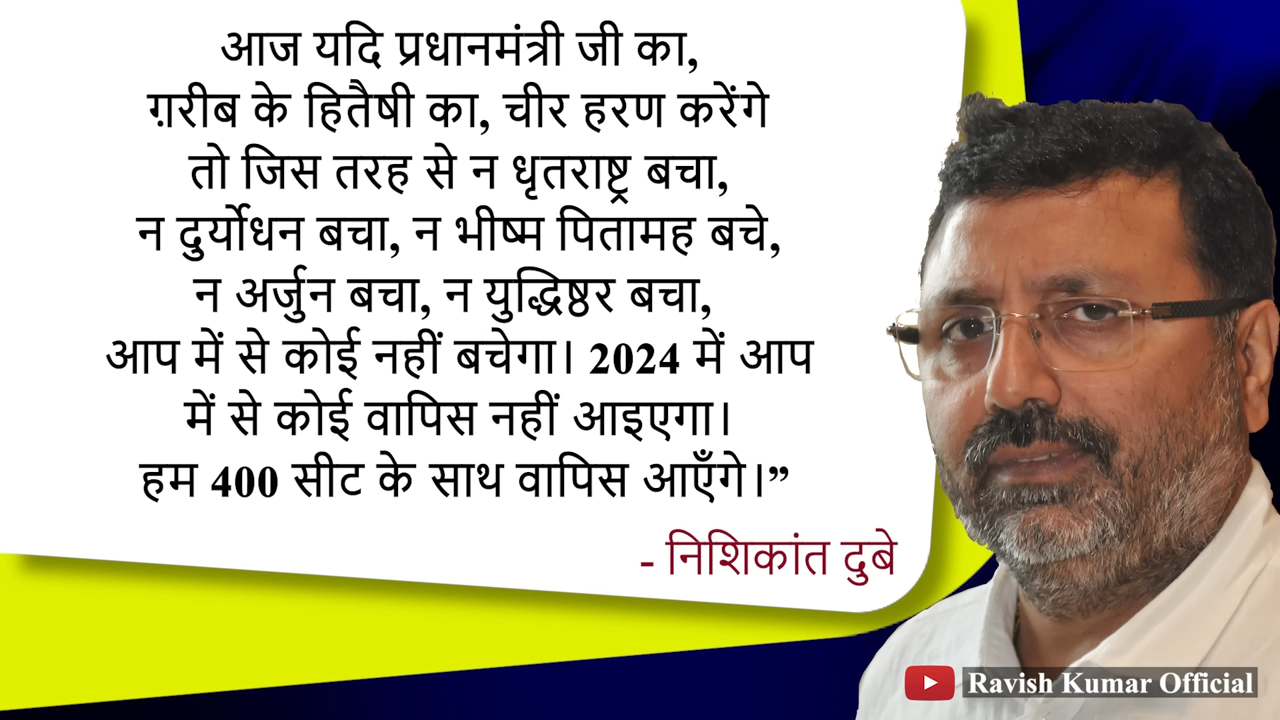 आज यदि प्रधानमंत्री जी का,
ग़रीब के हितैषी का, चीर हरण करेंगे
तो जिस तरह से न धृतराष्ट्र बचा,
न दुर्योधन बचा, न भीष्म पितामह बचे,
न अर्जुन बचा, न युद्धिष्ठर बचा,
आप में से कोई नहीं बचेगा। 2024 में आप
में से कोई वापिस नहीं आइएगा।
हम 400 सीट के साथ वापिस आएँगे।”
- निशिकांत दुबे
Ravish Kumar Official